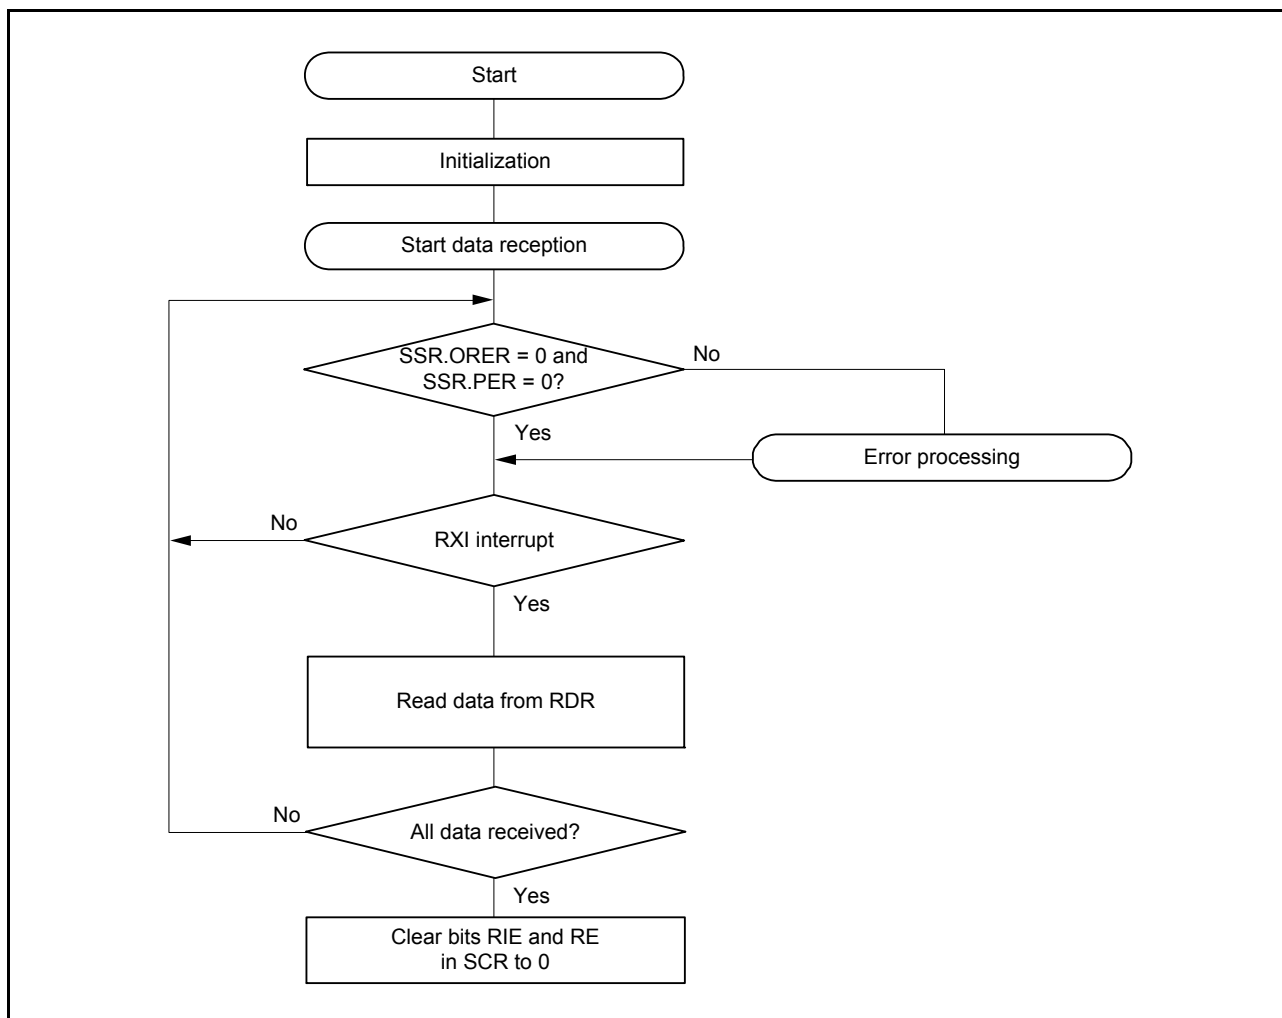 Start
Initialization
Start data reception
SSR.ORER = 0 and
SSR.PER = 0?
No
Yes
Error processing
No
RXI interrupt
Yes
Read data from RDR
No
All data received?
Yes
Clear bits RIE and RE
in SCR to 0